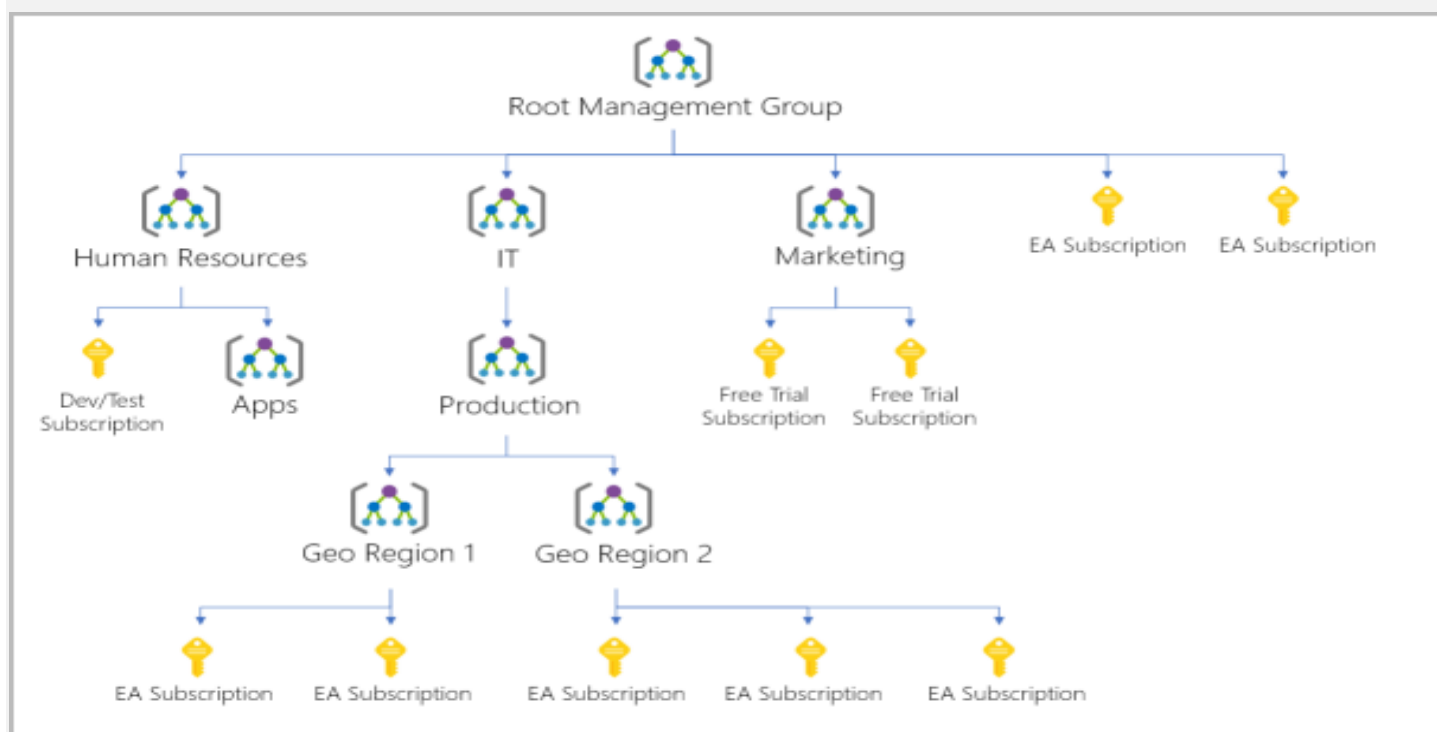 Root Management Group
Human Resources
IT
Marketing
EA Subscription
EA Subscription
Dev/Test
Subscription
Apps
Production
Free Trial
Subscription
Free Trial
Subscription
Geo Region 1
Geo Region 2
EA Subscription
EA Subscription
EA Subscription
EA Subscription
EA Subscription